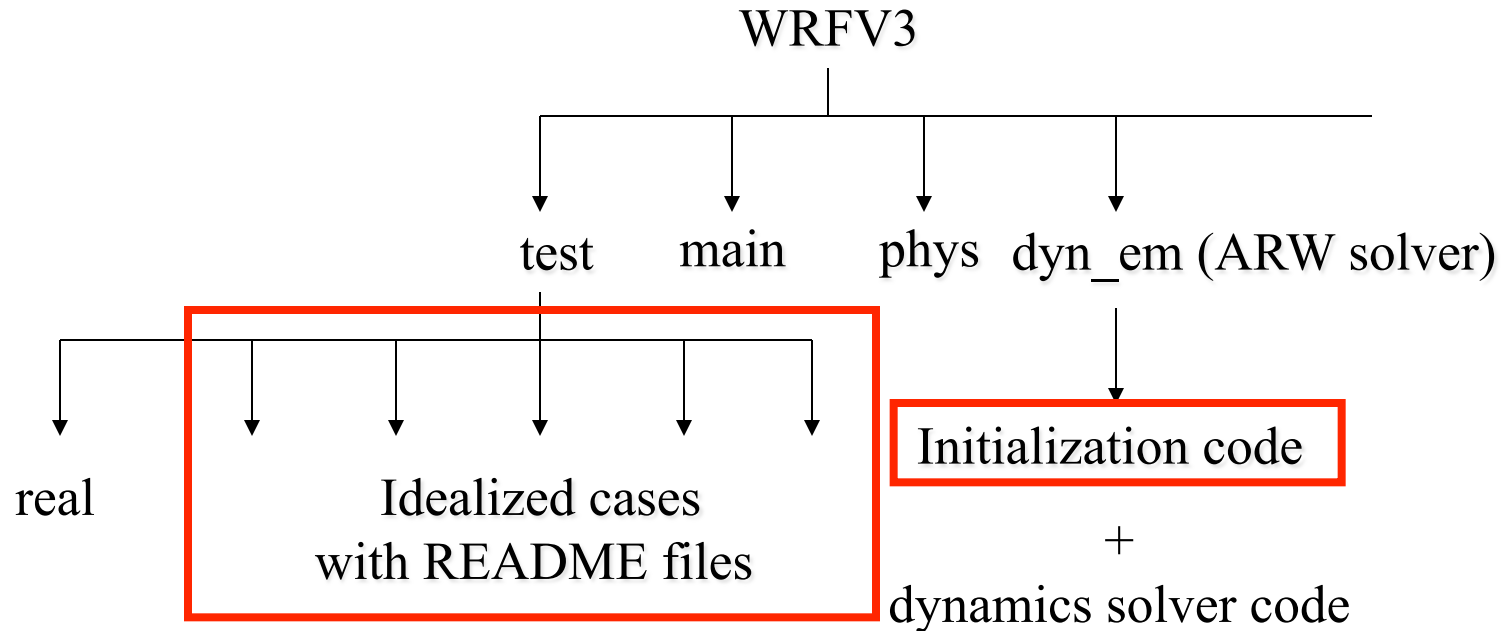 WRFV3
test
main
phys
dyn_em (ARW solver)
real
Idealized cases
with README files
Initialization code
+
dynamics solver code